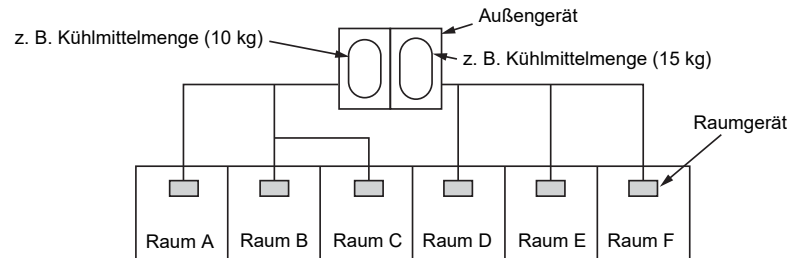 Außengerät
z. B. Kühlmittelmenge (10 kg)
z. B. Kühlmittelmenge (15 kg)
Raumgerät
Raum A
Raum B
Raum C
Raum D
Raum E
Raum F